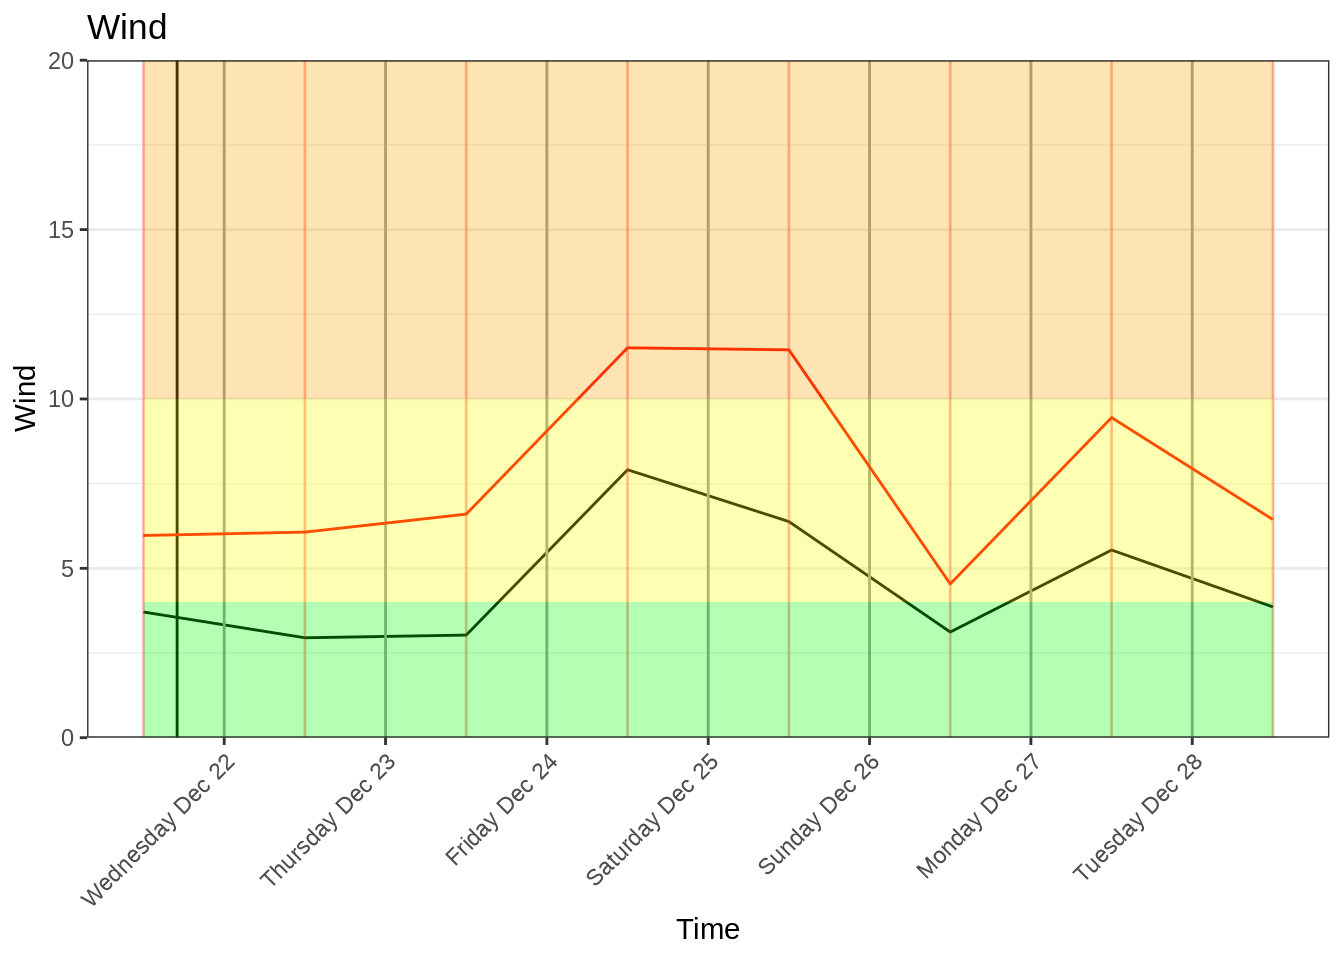 Wind
20
15
10
5
0
Wind
Wednesday Dec 22
Thursday Dec 23
Friday Dec 24
Saturday Dec 25
Sunday Dec 26
Monday Dec 27
Tuesday Dec 28
Time